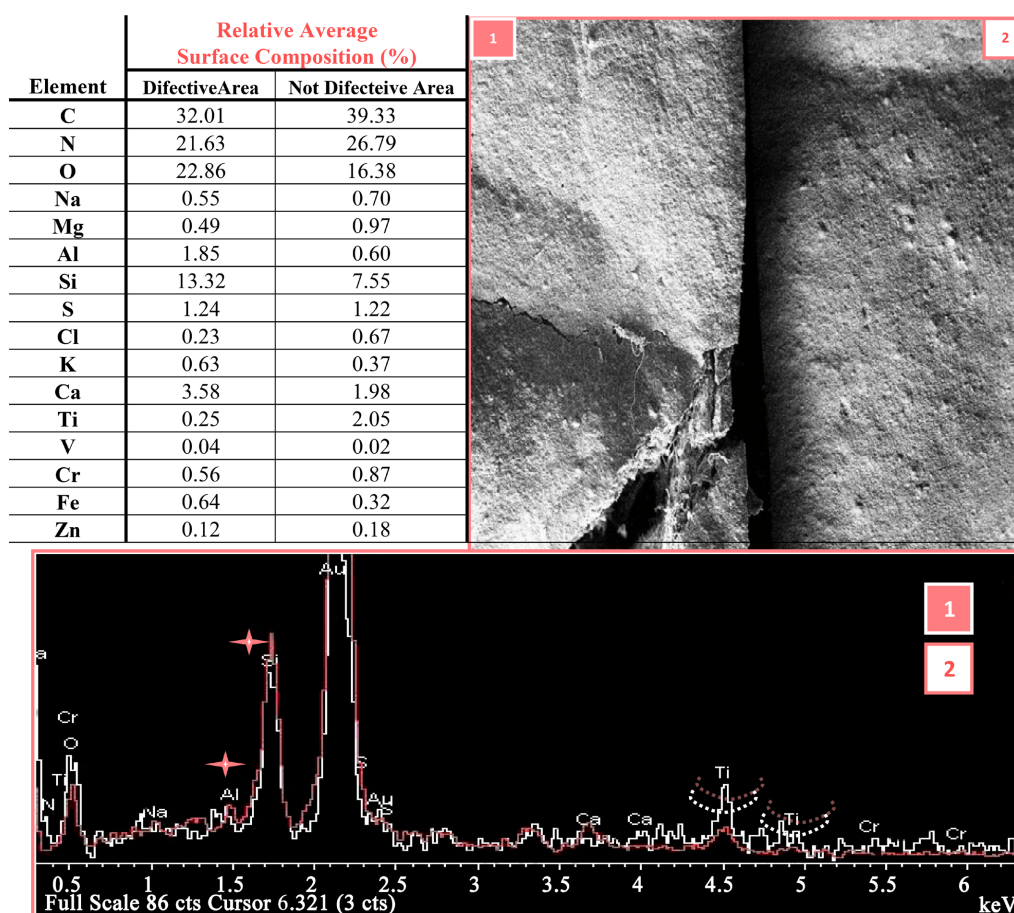 Relative Average
Surface Composition (%)
Element DifectiveArea Not Difecteive Area
C 32.01 39.33
N 21.63 26.79
O 22.86 16.38
Na 0.55 0.70
Mg 0.49 0.97
Al 1.85 0.60
Si 13.32 7.55
S 1.24 1.22
Cl 0.23 0.67
K 0.63 0.37
Ca 3.58 1.98
Ti 0.25 2.05
V 0.04 0.02
Cr 0.56 0.87
Fe 0.64 0.32
Zn 0.12 0.18
1 2
Au
1
a Si 2
Cr
O S Ti
Ti Al Au
N Na S Ca Ca Ti Cr Cr
0.5 1 1.5 2 2.5 3 3.5 4 4.5 5 5.5 6
Full Scale 86 cts Cursor 6.321 (3 cts) keV